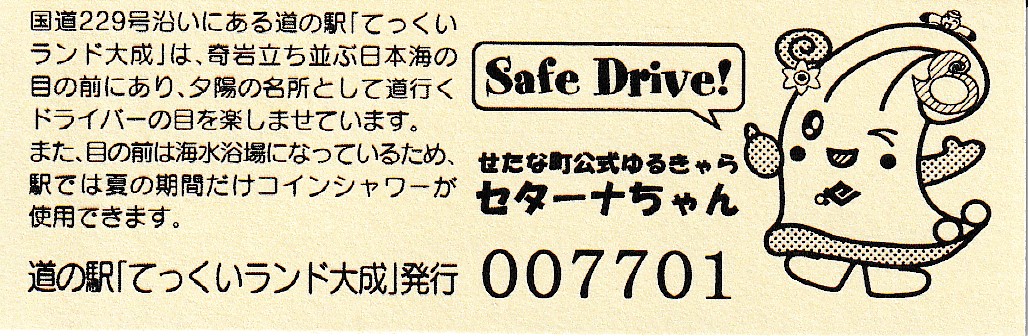 国道229号沿いにある道の駅｢てっくい
ランド大成｣は、奇岩立ち並ぶ日本海の
目の前にあり、夕陽の名所として道行く
ドライバーの目を楽しませています。
また、目の前は海水浴場になっているため、
駅では夏の期間だけコインシャワーが
使用できます。
道の駅｢てっくいランド大成｣発行
Safe Drive!
せたな町公式ゆるきゃら
セターナちゃん
007701